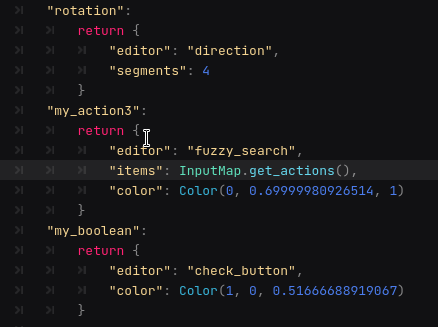 "rotation":
return {
"editor": "direction",
"segments": 4
}
"my_action3":
return {
"editor": "fuzzy_search",
"items": InputMap.get_actions(),
"color": Color(0, 0.69999980926514, 1)
}
"my_boolean":
return {
"editor": "check_button",
"color": Color(1, 0, 0.51666688919067)
}